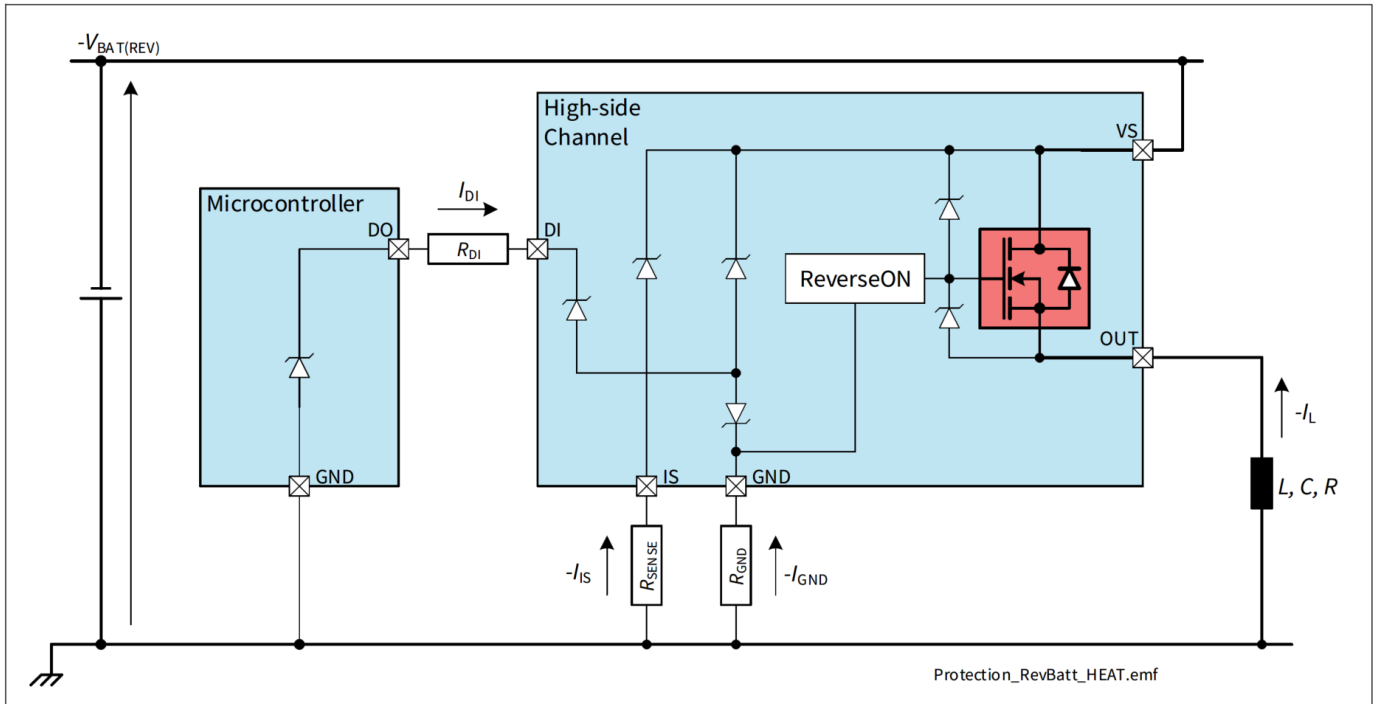 -VBAT(REV)
High-side
Channel
VS
Microcontroller
IDI
DO
RDI
DI
ReverseON
OUT
-IL
GND
IS
GND
L, C, R
-IIS
RSENSE
RGND
-IGND
Protection_RevBatt_HEAT.emf